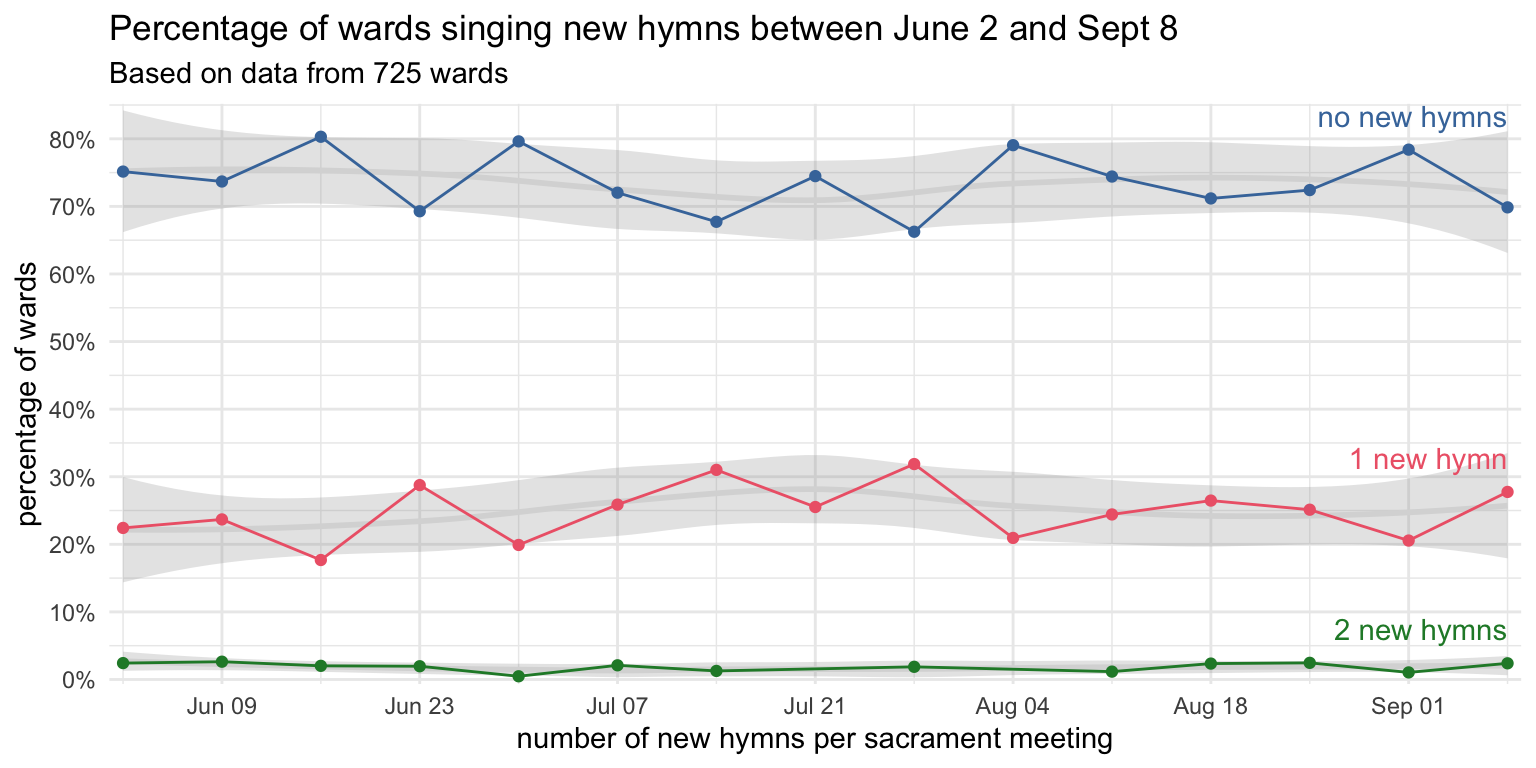 Percentage of wards singing new hymns between June 2 and Sept 8
Based on data from 725 wards
no new hymns
80%
70%
60%
50%
40%
1 new hymn
30%
20%
10%
2 new hymns
0%
percentage of wards
Jun 09 Jun 23 Jul 07 Jul 21 Aug 04 Aug 18 Sep 01
number of new hymns per sacrament meeting